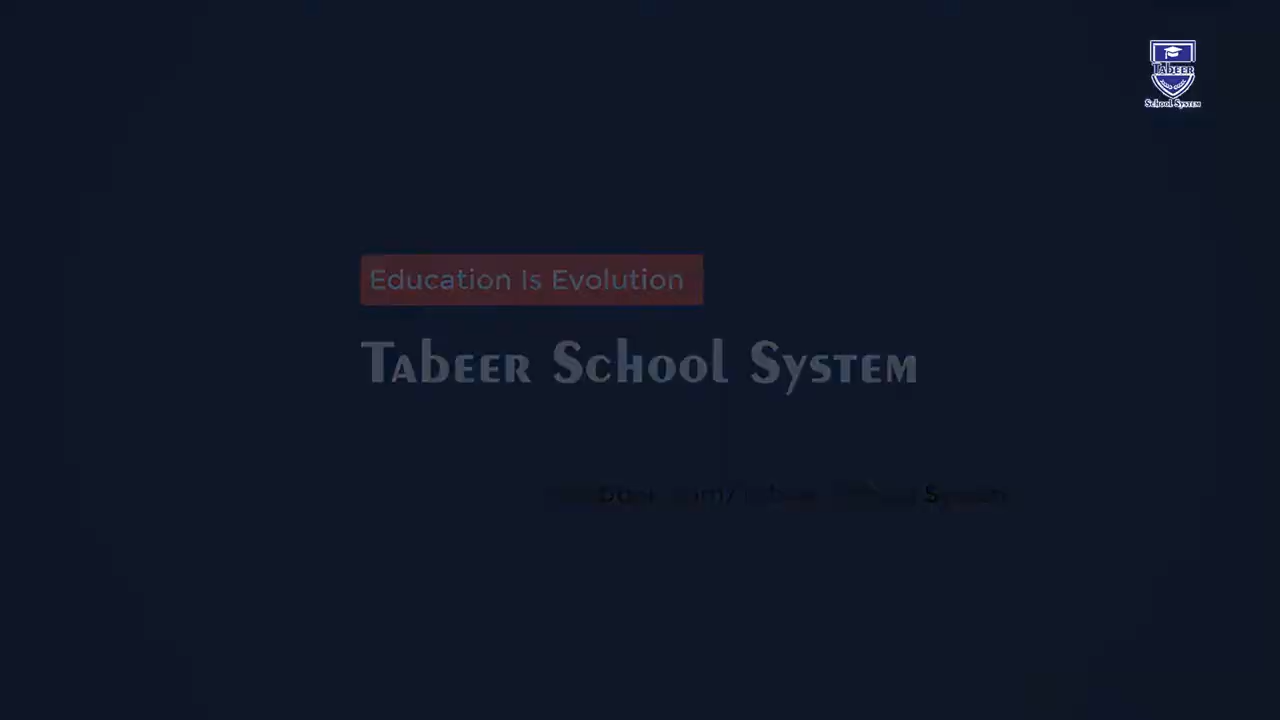 Tabeer
School System
Education Is Evolution
Tabeer School System